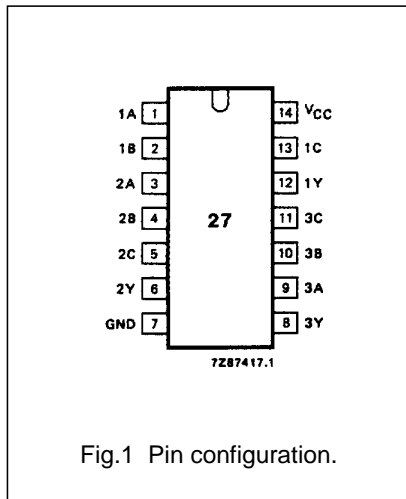 1A 1 14 VCC
1B 2 13 1C
2A 3 12 1Y
2B 4 27 11 3C
2C 5 10 3B
2Y 6 9 3A
GND 7 8 3Y
7Z87417.1
Fig.1 Pin configuration.